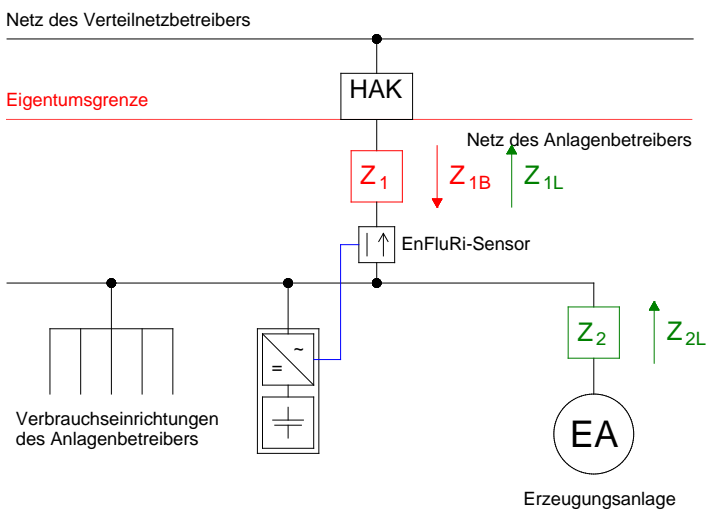 Netz des Verteilnetzbetreibers
HAK
Eigentumsgrenze
Netz des Anlagenbetreibers
Z1
Z1B
Z1L
EnFluRi-Sensor
Z2
Z2L
~
=
Verbrauchseinrichtungen
des Anlagenbetreibers
EA
Erzeugungsanlage